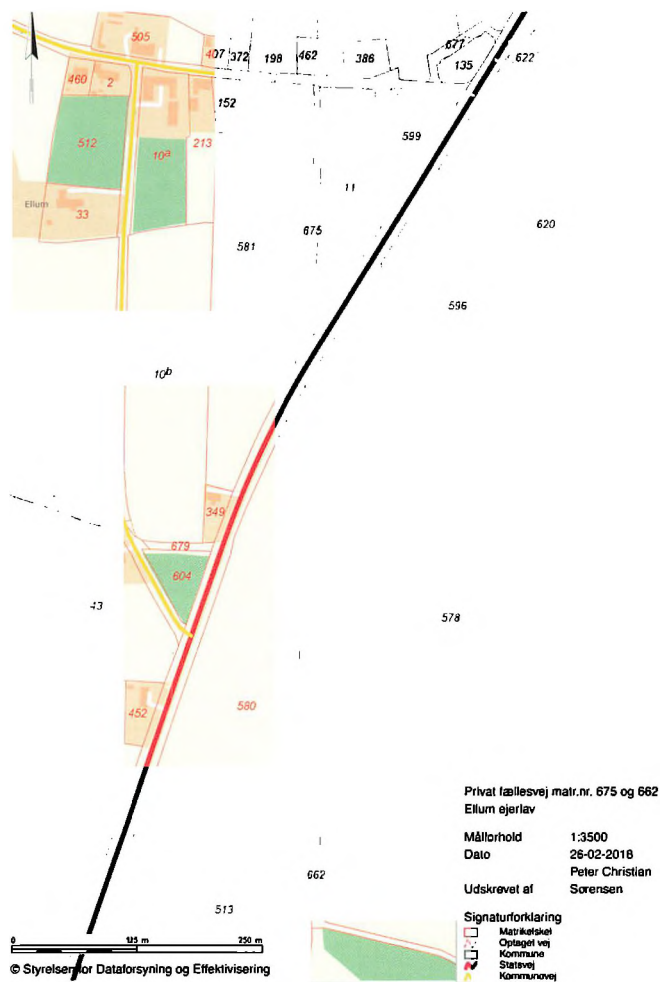 505
407 372 198 462 386 677 135 622
460 2
152
512 10a 213 599
Ellum 33 11
581 675 620
596
10b
349
679
604
43 578
452 580
Privat fællesvej matr.nr. 675 og 662
Ellum ejerlav
Målforhold 1:3500
Dato 26-02-2018
Peter Christian
Udskrevet af Sørensen
662
513
Signaturforklaring
Matrikelskel
Optaget vej
Kommune
Statsvej
Kommunevej
0 125 m 250 m
© Styrelsen for Dataforsyning og Effektivisering